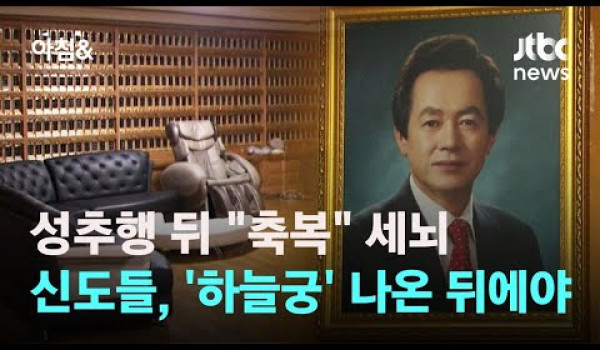 아침&
jtbc
news
성추행 뒤 "축복" 세뇌
신도들, '하늘궁' 나온 뒤에야